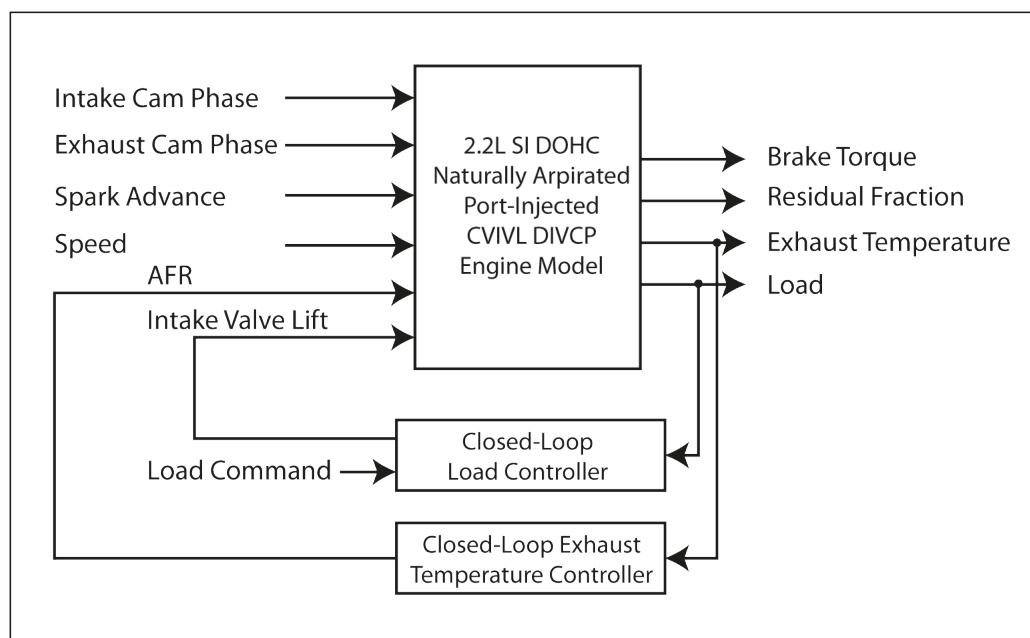 Intake Cam Phase
Exhaust Cam Phase
Spark Advance
Speed
AFR
Intake Valve Lift
2.2L SI DOHC
Naturally Arpirated
Port-Injected
CVIVL DIVCP
Engine Model
Brake Torque
Residual Fraction
Exhaust Temperature
Load
Closed-Loop
Load Controller
Load Command
Closed-Loop Exhaust
Temperature Controller